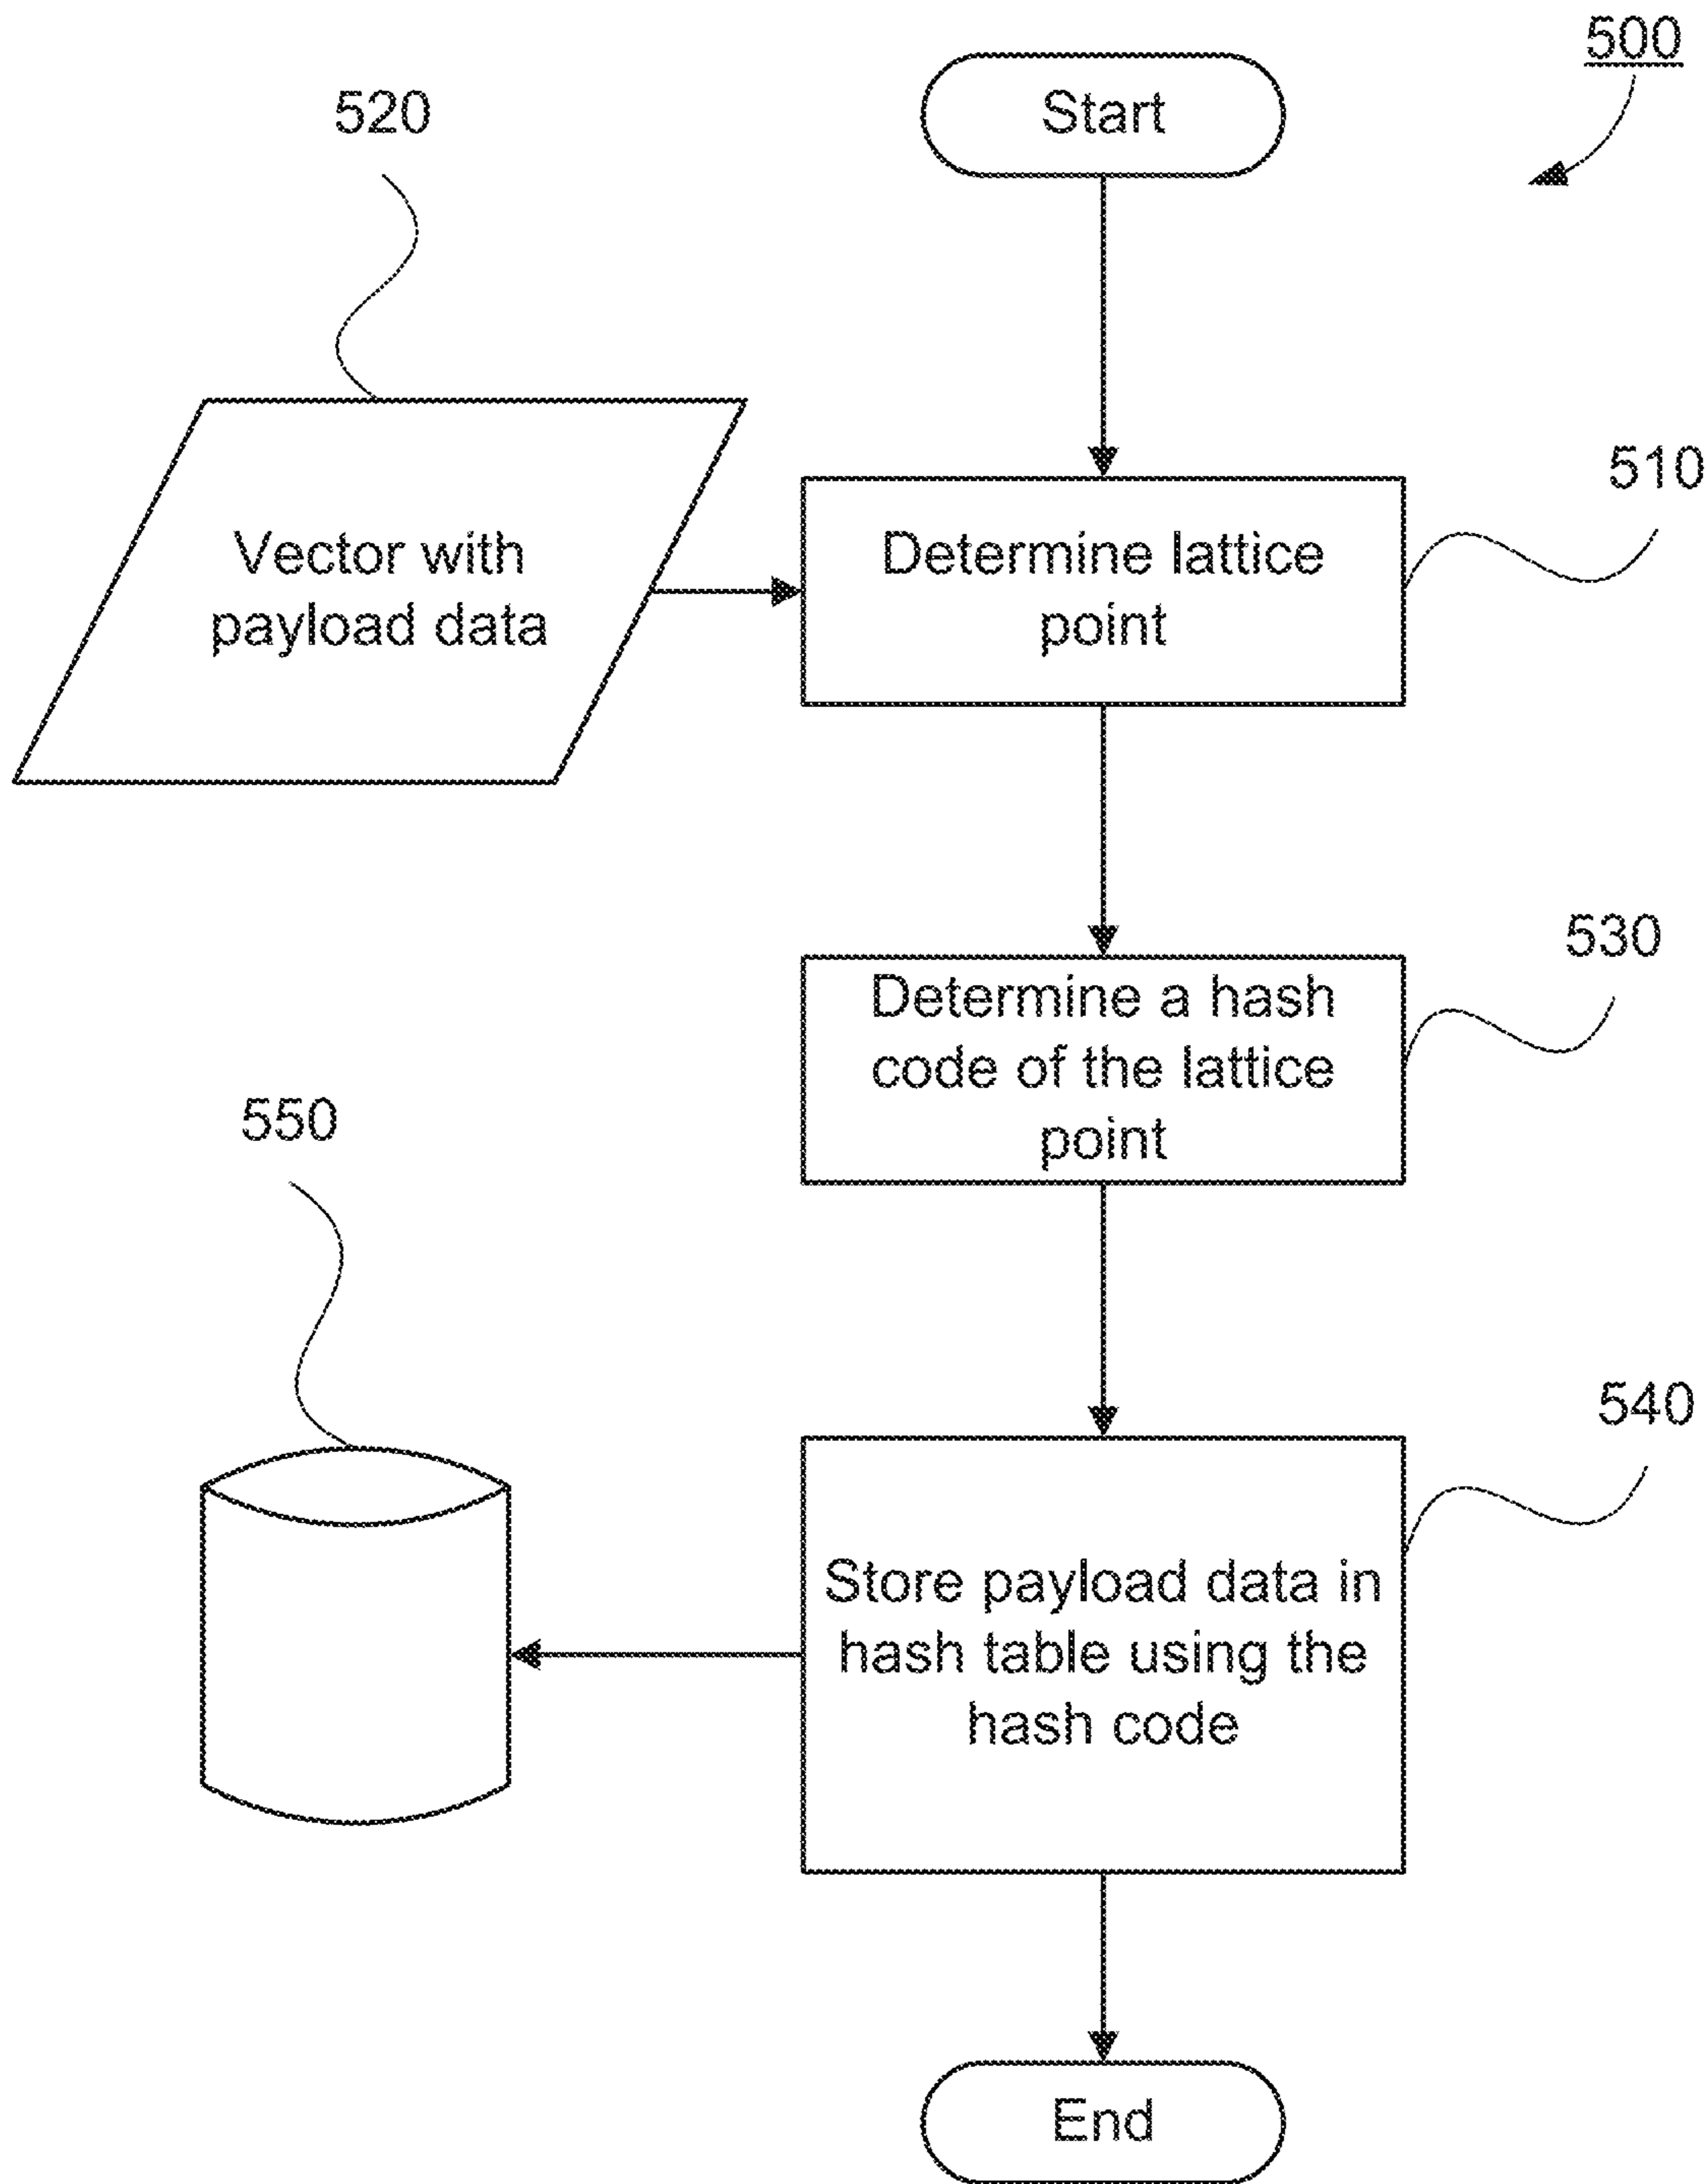 500
Start
520
Vector with
payload data
510
Determine lattice
point
530
Determine a hash
code of the lattice
point
550
540
Store payload data in
hash table using the
hash code
End